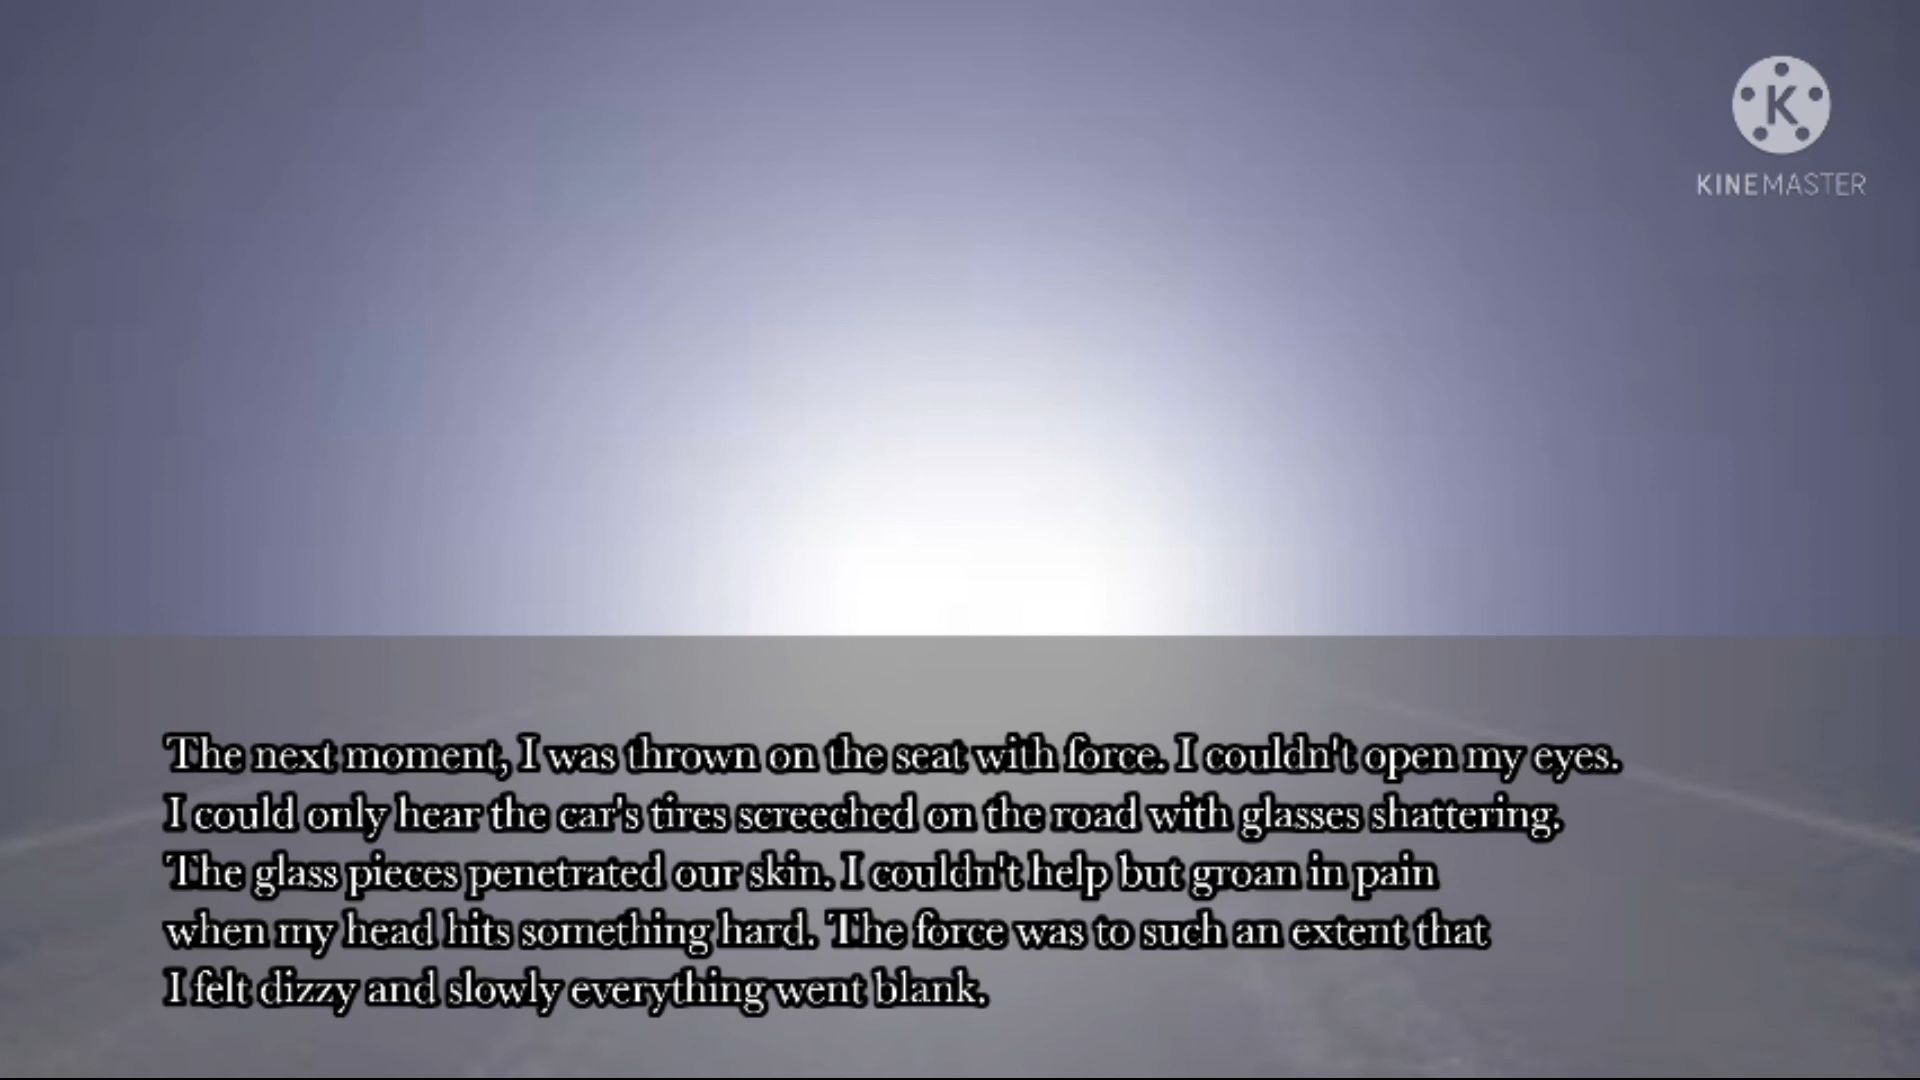 K
KINEMASTER
The next moment, I was thrown on the seat with force. I couldn't open my eyes.
I could only hear the car's tires screeched on the road with glasses shattering.
The glass pieces penetrated our skin. I couldn't help but groan in pain
when my head hits something hard. The force was to such an extent that
I felt dizzy and slowly everything went blank.